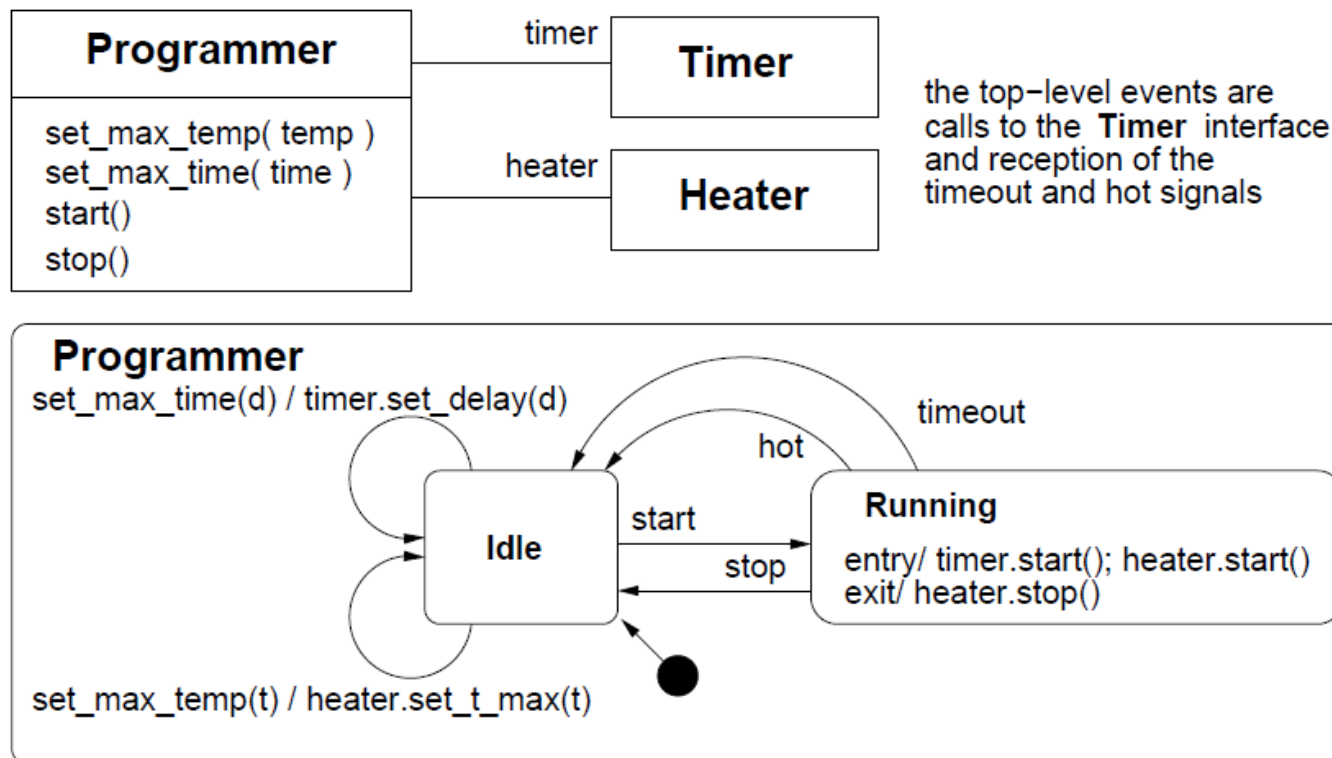 Programmer
set_max_temp( temp )
set_max_time( time )
start()
stop()
timer
Timer
heater
Heater
the top-level events are
calls to the Timer interface
and reception of the
timeout and hot signals
Programmer
set_max_time(d) / timer.set_delay(d)
timeout
hot
Idle
start
stop
Running
entry/ timer.start(); heater.start()
exit/ heater.stop()
set_max_temp(t) / heater.set_t_max(t)